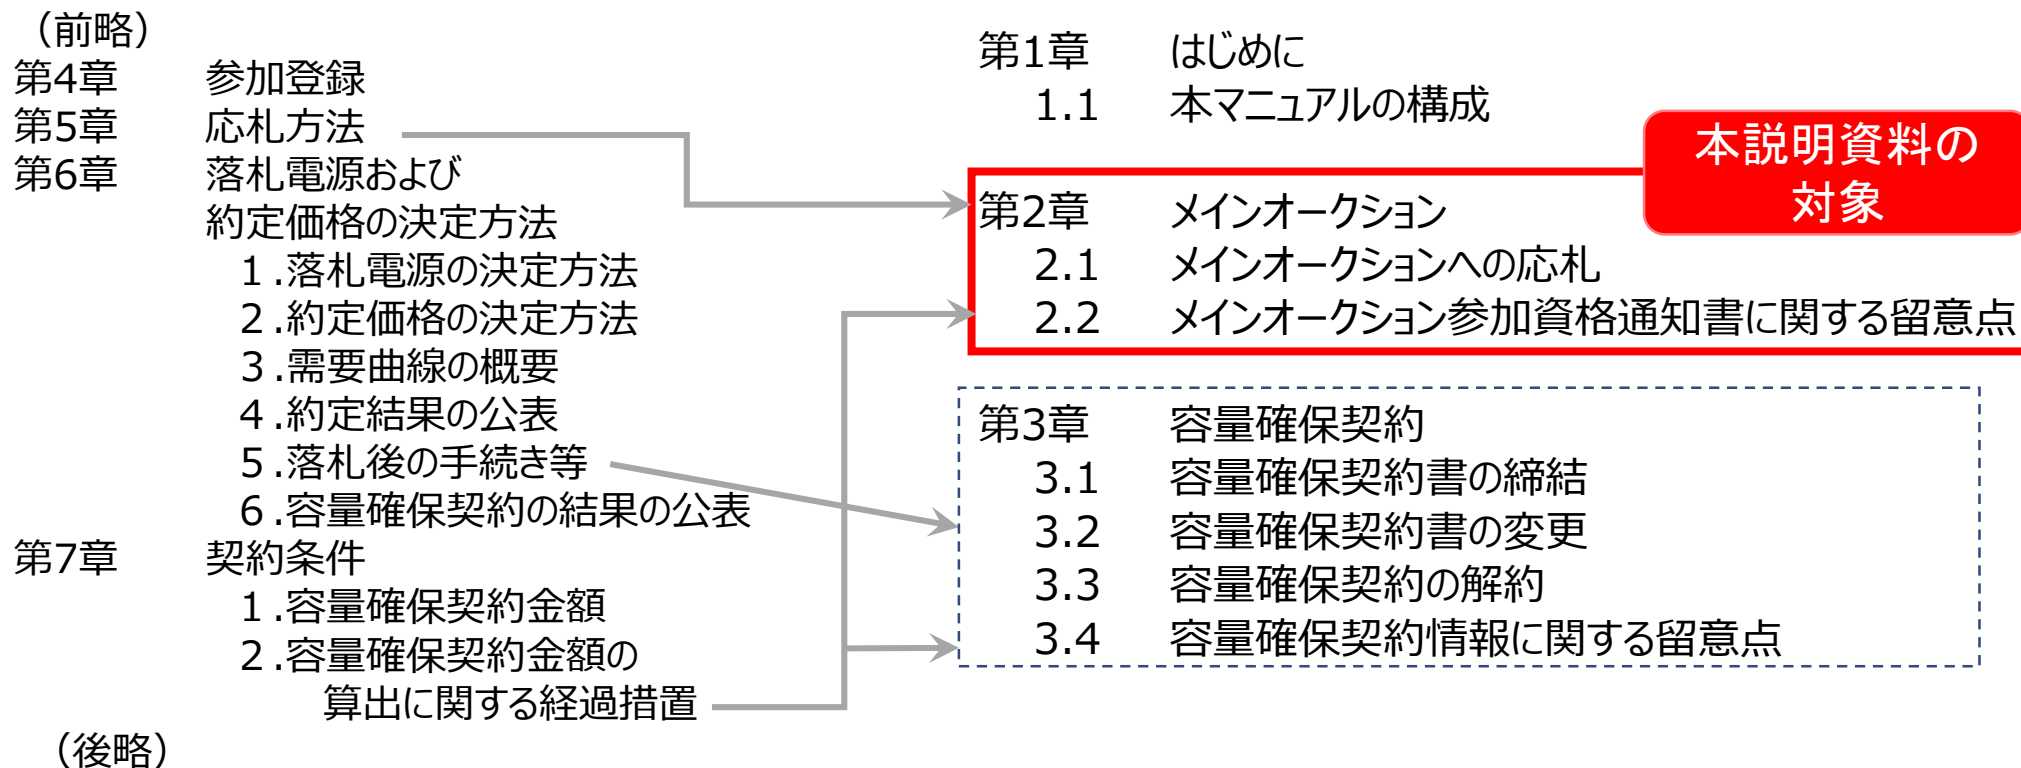 （前略）
第4章 参加登録
第5章 応札方法
第6章 落札電源および
約定価格の決定方法
１.落札電源の決定方法
２.約定価格の決定方法
３.需要曲線の概要
４.約定結果の公表
５.落札後の手続き等
６.容量確保契約の結果の公表
第7章 契約条件
１.容量確保契約金額
２.容量確保契約金額の
算出に関する経過措置
（後略）
第1章 はじめに
1.1 本マニュアルの構成
本説明資料の
対象
第2章 メインオークション
2.1 メインオークションへの応札
2.2 メインオークション参加資格通知書に関する留意点
第3章 容量確保契約
3.1 容量確保契約書の締結
3.2 容量確保契約書の変更
3.3 容量確保契約の解約
3.4 容量確保契約情報に関する留意点